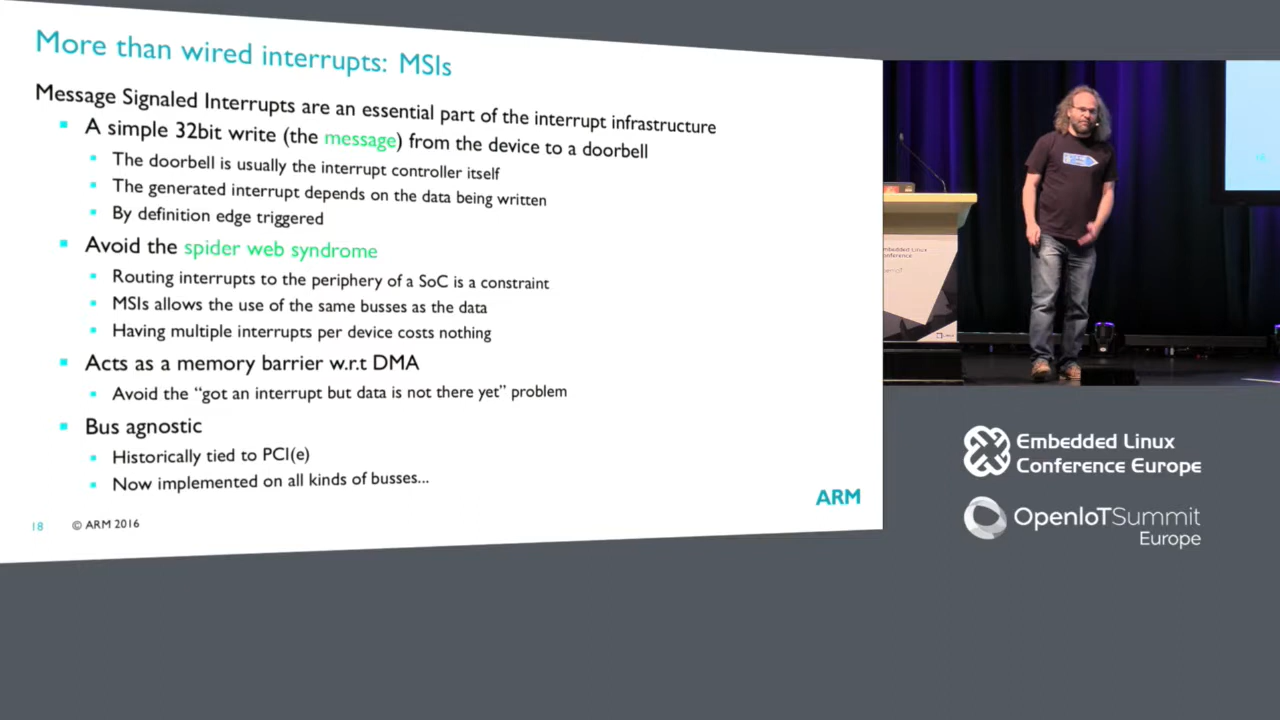 More than wired interrupts: MSIs
Message Signaled Interrupts are an essential part of the interrupt infrastructure
A simple 32bit write (the message) from the device to a doorbell
The doorbell is usually the interrupt controller itself
The generated interrupt depends on the data being written
By definition edge triggered
Avoid the spider web syndrome
Routing interrupts to the periphery of a SoC is a constraint
MSIs allows the use of the same busses as the data
Having multiple interrupts per device costs nothing
Acts as a memory barrier w.r.t DMA
Avoid the “got an interrupt but data is not there yet” problem
Bus agnostic
Historically tied to PCI(e)
Now implemented on all kinds of busses...
ARM
18 © ARM 2016
Embedded Linux
Conference Europe
OpenIoTSummit
Europe